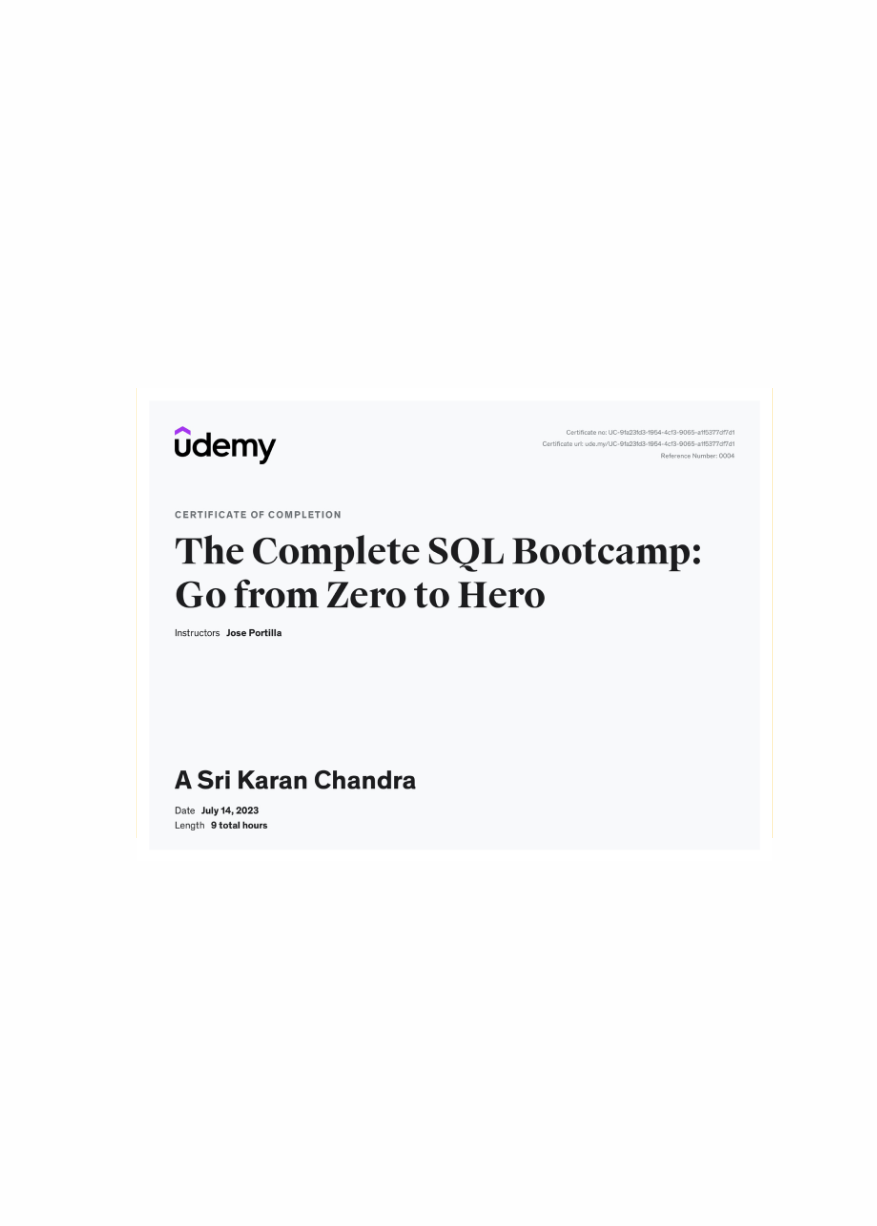 udemy
Certificate no: UC-9fa23fd3-f954-4cf3-9065-a1f5377df7d1
Certificate url: ude.my/UC-9fa23fd3-f954-4cf3-9065-a1f5377df7d1
Reference Number: 0004
CERTIFICATE OF COMPLETION
The Complete SQL Bootcamp:
Go from Zero to Hero
Instructors Jose Portilla
A Sri Karan Chandra
Date July 14, 2023
Length 9 total hours